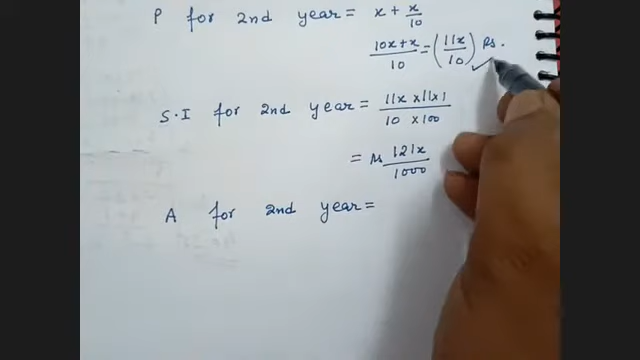 P for 2nd year = x + x/10
(10x + x)/10 = (11x/10) Rs.
S.I for 2nd year = (11x × 11 × 1)/(10 × 100)
= Rs 121x/1000
A for 2nd year =